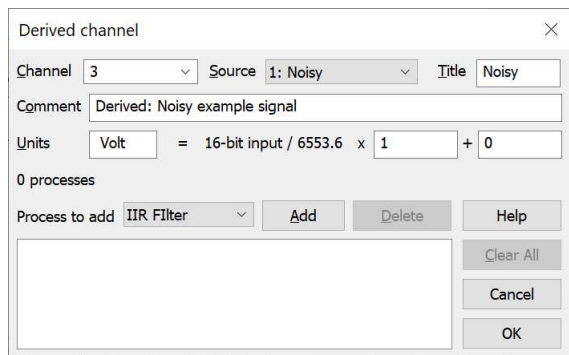 Derived channel
Channel 3 Source 1: Noisy Title Noisy
Comment Derived: Noisy example signal
Units Volt = 16-bit input / 6553.6 x 1 + 0
0 processes
Process to add IIR FIlter Add Delete Help
Clear All
Cancel
OK